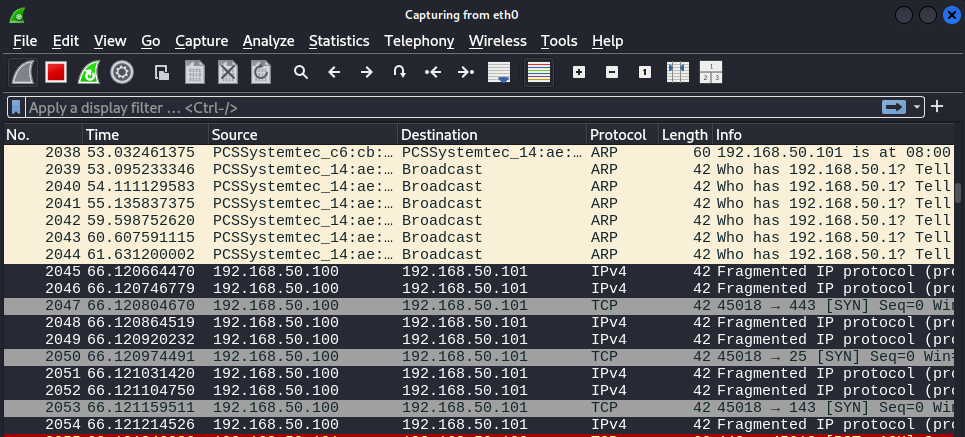 Capturing from eth0
File Edit View Go Capture Analyze Statistics Telephony Wireless Tools Help
Apply a display filter … <Ctrl-/>
No. Time Source Destination Protocol Length Info
2038 53.032461375 PCSSystemtec_c6:cb:… PCSSystemtec_14:ae:… ARP 60 192.168.50.101 is at 08:00
2039 53.095233346 PCSSystemtec_14:ae:… Broadcast ARP 42 Who has 192.168.50.1? Tell
2040 54.111129583 PCSSystemtec_14:ae:… Broadcast ARP 42 Who has 192.168.50.1? Tell
2041 55.135837375 PCSSystemtec_14:ae:… Broadcast ARP 42 Who has 192.168.50.1? Tell
2042 59.598752620 PCSSystemtec_14:ae:… Broadcast ARP 42 Who has 192.168.50.1? Tell
2043 60.607591115 PCSSystemtec_14:ae:… Broadcast ARP 42 Who has 192.168.50.1? Tell
2044 61.631200002 PCSSystemtec_14:ae:… Broadcast ARP 42 Who has 192.168.50.1? Tell
2045 66.120664470 192.168.50.100 192.168.50.101 IPv4 42 Fragmented IP protocol (pro
2046 66.120746779 192.168.50.100 192.168.50.101 IPv4 42 Fragmented IP protocol (pro
2047 66.120804670 192.168.50.100 192.168.50.101 TCP 42 45018 → 443 [SYN] Seq=0 Win
2048 66.120864519 192.168.50.100 192.168.50.101 IPv4 42 Fragmented IP protocol (pro
2049 66.120920232 192.168.50.100 192.168.50.101 IPv4 42 Fragmented IP protocol (pro
2050 66.120974491 192.168.50.100 192.168.50.101 TCP 42 45018 → 25 [SYN] Seq=0 Win=
2051 66.121031420 192.168.50.100 192.168.50.101 IPv4 42 Fragmented IP protocol (pro
2052 66.121104750 192.168.50.100 192.168.50.101 IPv4 42 Fragmented IP protocol (pro
2053 66.121159511 192.168.50.100 192.168.50.101 TCP 42 45018 → 143 [SYN] Seq=0 Win
2054 66.121214526 192.168.50.100 192.168.50.101 IPv4 42 Fragmented IP protocol (pro